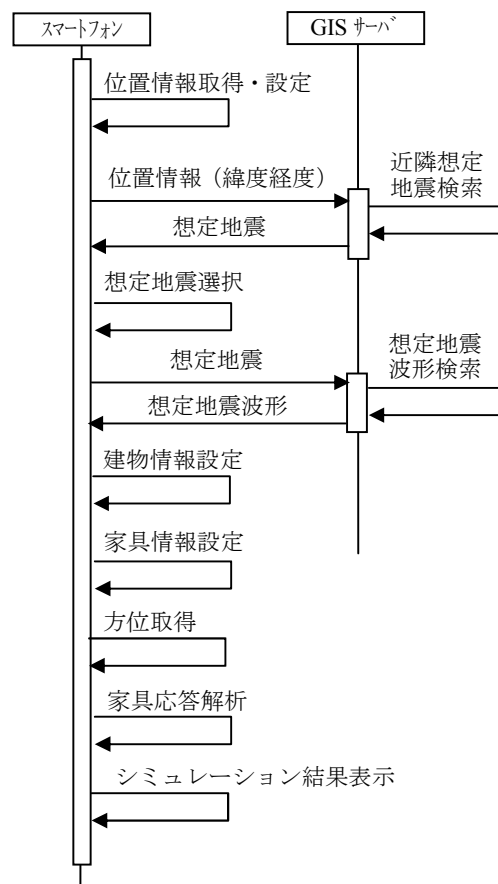 スマートフォン
GIS サーバ
位置情報取得・設定
位置情報（緯度経度）
近隣想定
地震検索
想定地震
想定地震選択
想定地震
想定地震
波形検索
想定地震波形
建物情報設定
家具情報設定
方位取得
家具応答解析
シミュレーション結果表示